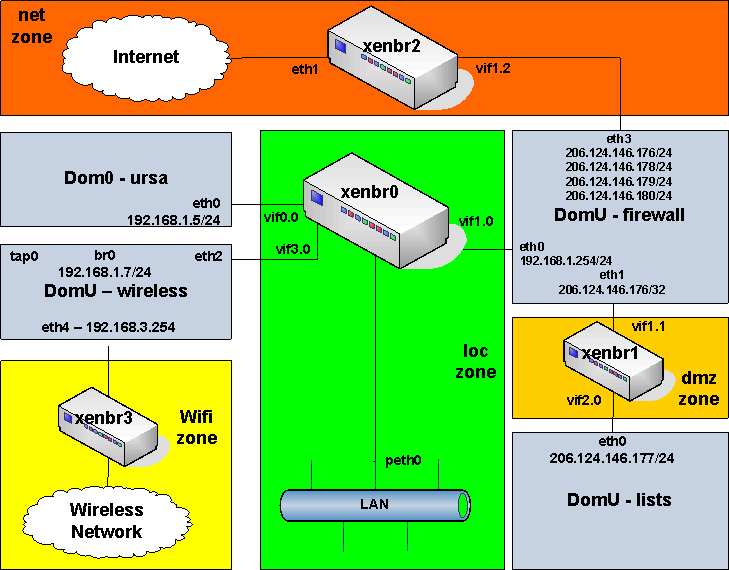 net
zone
Internet
eth1
xenbr2
vif1.2
Dom0 - ursa
eth0
192.168.1.5/24
xenbr0
vif0.0
vif3.0
vif1.0
eth3
206.124.146.176/24
206.124.146.178/24
206.124.146.179/24
206.124.146.180/24
DomU - firewall
eth0
192.168.1.254/24
eth1
206.124.146.176/32
tap0
br0
eth2
192.168.1.7/24
DomU – wireless
eth4 – 192.168.3.254
loc
zone
vif1.1
xenbr1
vif2.0
dmz
zone
xenbr3
Wifi
zone
Wireless
Network
peth0
LAN
eth0
206.124.146.177/24
DomU - lists